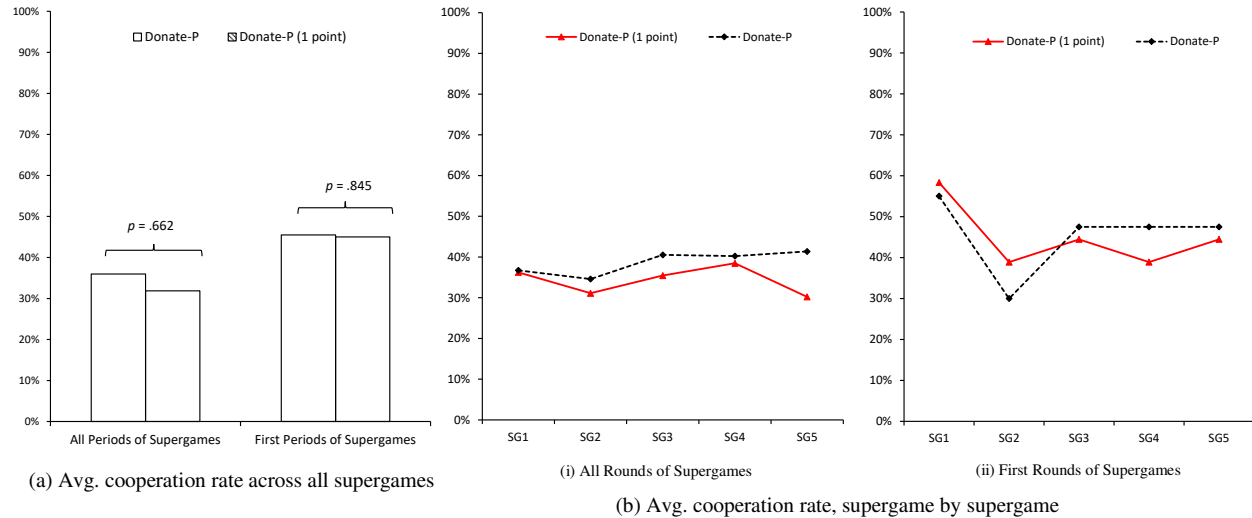 100%
90%
80%
70%
60%
50%
40%
30%
20%
10%
0%
Donate-P Donate-P (1 point)
p = .662
p = .845
All Periods of Supergames First Periods of Supergames
(a) Avg. cooperation rate across all supergames
100%
90%
80%
70%
60%
50%
40%
30%
20%
10%
0%
Donate-P (1 point) Donate-P
SG1 SG2 SG3 SG4 SG5
(i) All Rounds of Supergames
100%
90%
80%
70%
60%
50%
40%
30%
20%
10%
0%
Donate-P (1 point) Donate-P
SG1 SG2 SG3 SG4 SG5
(ii) First Rounds of Supergames
(b) Avg. cooperation rate, supergame by supergame